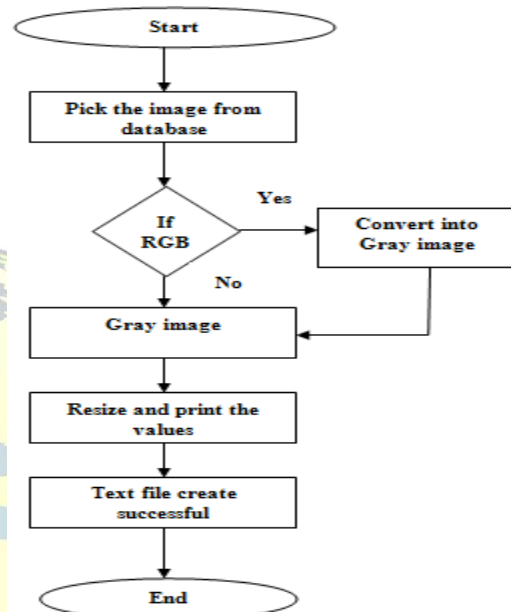 Start
Pick the image from
database
If
RGB
Yes
Convert into
Gray image
No
Gray image
Resize and print the
values
Text file create
successful
End